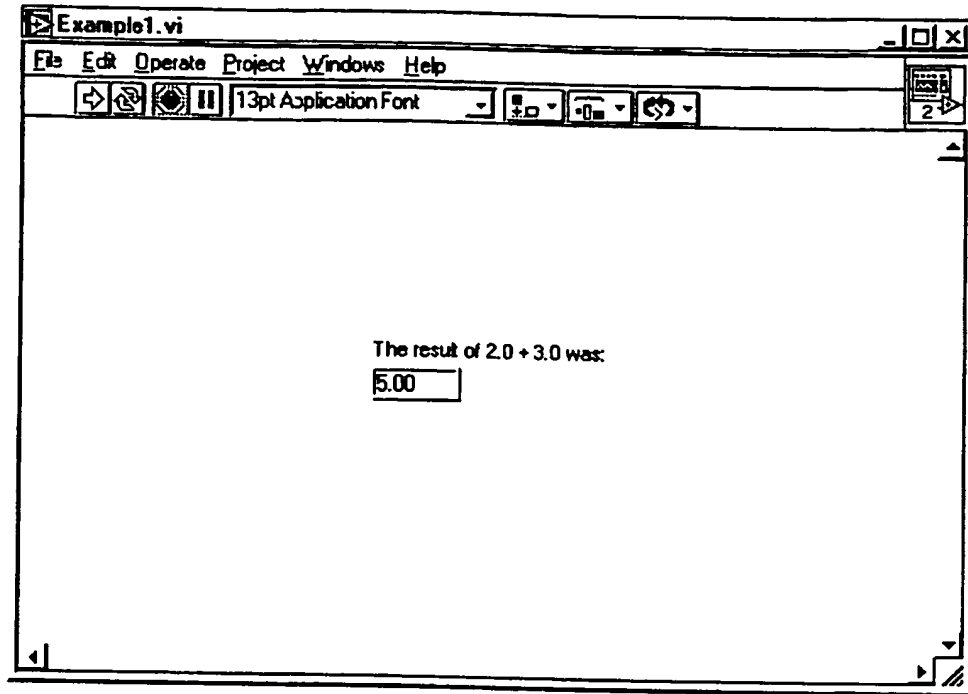 Example1.vi
File Edit Operate Project Windows Help
13pt Application Font
2
The result of 2.0 + 3.0 was:
5.00